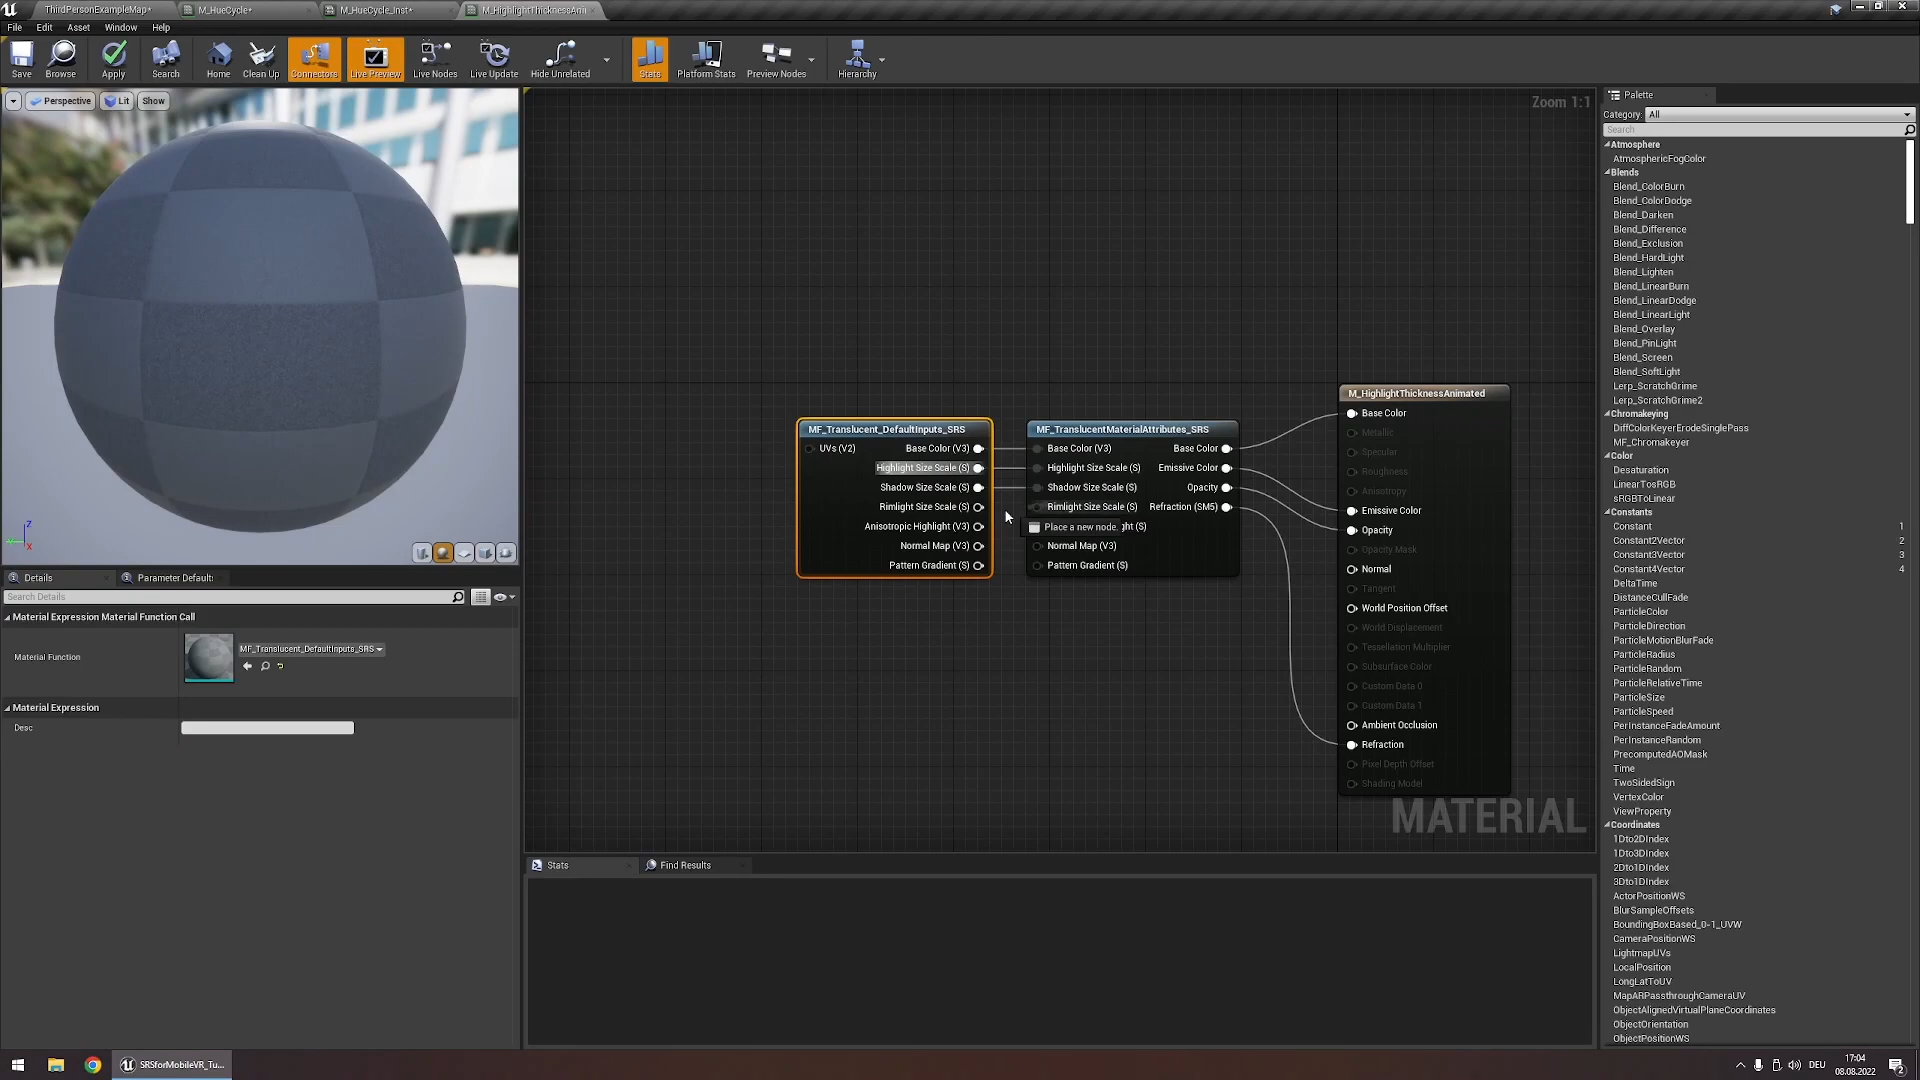 ThirdPersonExampleMap*
M_HueCycle*
M_HueCycle_Inst*
M_HighlightThicknessAni
File Edit Asset Window Help
Save
Browse
Apply
Search
Home
Clean Up
Connectors
Live Preview
Live Nodes
Live Update
Hide Unrelated
Stats
Platform Stats
Preview Nodes
Hierarchy
Perspective
Lit
Show
Zoom 1:1
MF_Translucent_DefaultInputs_SRS
UVs (V2)
Base Color (V3)
Highlight Size Scale (S)
Shadow Size Scale (S)
Rimlight Size Scale (S)
Anisotropic Highlight (V3)
Normal Map (V3)
Pattern Gradient (S)
MF_TranslucentMaterialAttributes_SRS
Base Color (V3)
Highlight Size Scale (S)
Shadow Size Scale (S)
Rimlight Size Scale (S)
Place a new node.
ght (S)
Normal Map (V3)
Pattern Gradient (S)
Base Color
Emissive Color
Opacity
Refraction (SM5)
M_HighlightThicknessAnimated
Base Color
Metallic
Specular
Roughness
Anisotropy
Emissive Color
Opacity
Opacity Mask
Normal
Tangent
World Position Offset
World Displacement
Tessellation Multiplier
Subsurface Color
Custom Data 0
Custom Data 1
Ambient Occlusion
Refraction
Pixel Depth Offset
Shading Model
MATERIAL
Details
Parameter Default
Search Details
Material Expression Material Function Call
Material Function
MF_Translucent_DefaultInputs_SRS
Material Expression
Desc
Stats
Find Results
Palette
Category: All
Search
Atmosphere
AtmosphericFogColor
Blends
Blend_ColorBurn
Blend_ColorDodge
Blend_Darken
Blend_Difference
Blend_Exclusion
Blend_HardLight
Blend_Lighten
Blend_LinearBurn
Blend_LinearDodge
Blend_LinearLight
Blend_Overlay
Blend_PinLight
Blend_Screen
Blend_SoftLight
Lerp_ScratchGrime
Lerp_ScratchGrime2
Chromakeying
DiffColorKeyerErodeSinglePass
MF_Chromakeyer
Color
Desaturation
LinearTosRGB
sRGBToLinear
Constants
Constant 1
Constant2Vector 2
Constant3Vector 3
Constant4Vector 4
DeltaTime
DistanceCullFade
ParticleColor
ParticleDirection
ParticleMotionBlurFade
ParticleRadius
ParticleRandom
ParticleRelativeTime
ParticleSize
ParticleSpeed
PerInstanceFadeAmount
PerInstanceRandom
PrecomputedAOMask
Time
TwoSidedSign
VertexColor
ViewProperty
Coordinates
1Dto2DIndex
1Dto3DIndex
2Dto1DIndex
3Dto1DIndex
ActorPositionWS
BlurSampleOffsets
BoundingBoxBased_0-1_UVW
CameraPositionWS
LightmapUVs
LocalPosition
LongLatToUV
MapARPassthroughCameraUV
ObjectAlignedVirtualPlaneCoordinates
ObjectOrientation
ObjectPositionWS
SRSforMobileVR_Tu...
DEU
17:04
08.08.2022
2